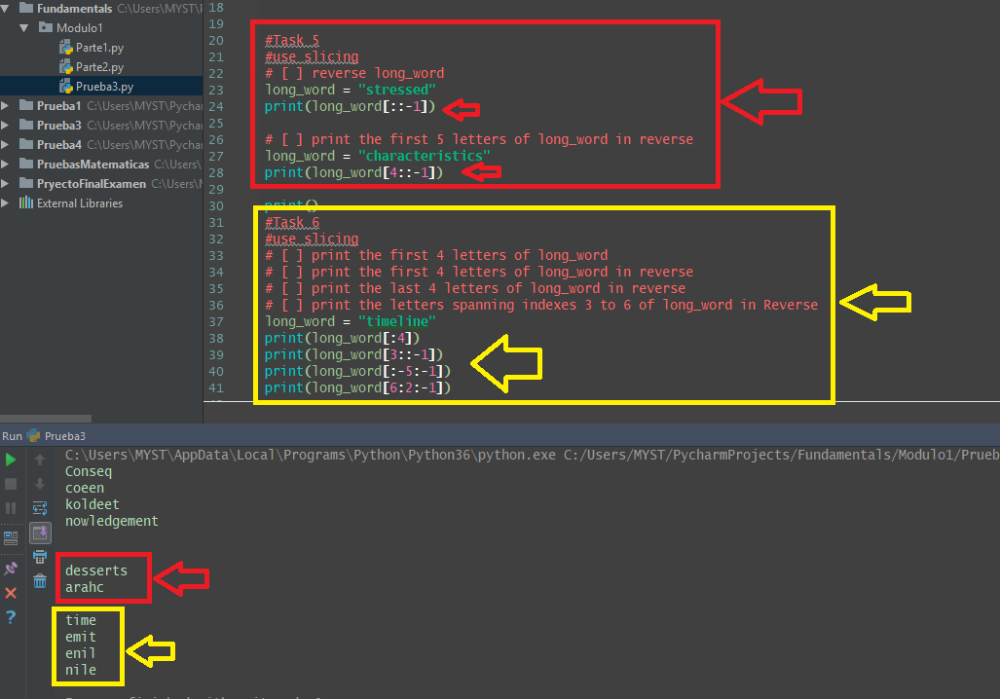 Fundamentals C:\Users\MYST\P
Modulo1
Parte1.py
Parte2.py
Prueba3.py
Prueba1 C:\Users\MYST\Pychar
Prueba3 C:\Users\MYST\Pychar
Prueba4 C:\Users\MYST\Pychar
PruebasMatematicas C:\Users\
PryectoFinalExamen C:\Users\M
External Libraries
18
19
20 #Task 5
21 #use slicing
22 # [ ] reverse long_word
23 long_word = "stressed"
24 print(long_word[::-1])
25
26 # [ ] print the first 5 letters of long_word in reverse
27 long_word = "characteristics"
28 print(long_word[4::-1])
29
30 print()
31 #Task 6
32 #use slicing
33 # [ ] print the first 4 letters of long_word
34 # [ ] print the first 4 letters of long_word in reverse
35 # [ ] print the last 4 letters of long_word in reverse
36 # [ ] print the letters spanning indexes 3 to 6 of long_word in Reverse
37 long_word = "timeline"
38 print(long_word[:4])
39 print(long_word[3::-1])
40 print(long_word[:-5:-1])
41 print(long_word[6:2:-1])
Run Prueba3
C:\Users\MYST\AppData\Local\Programs\Python\Python36\python.exe C:/Users/MYST/PycharmProjects/Fundamentals/Modulo1/Prueb
Conseq
coeen
koldeet
nowledgement
desserts
arahc
time
emit
enil
nile